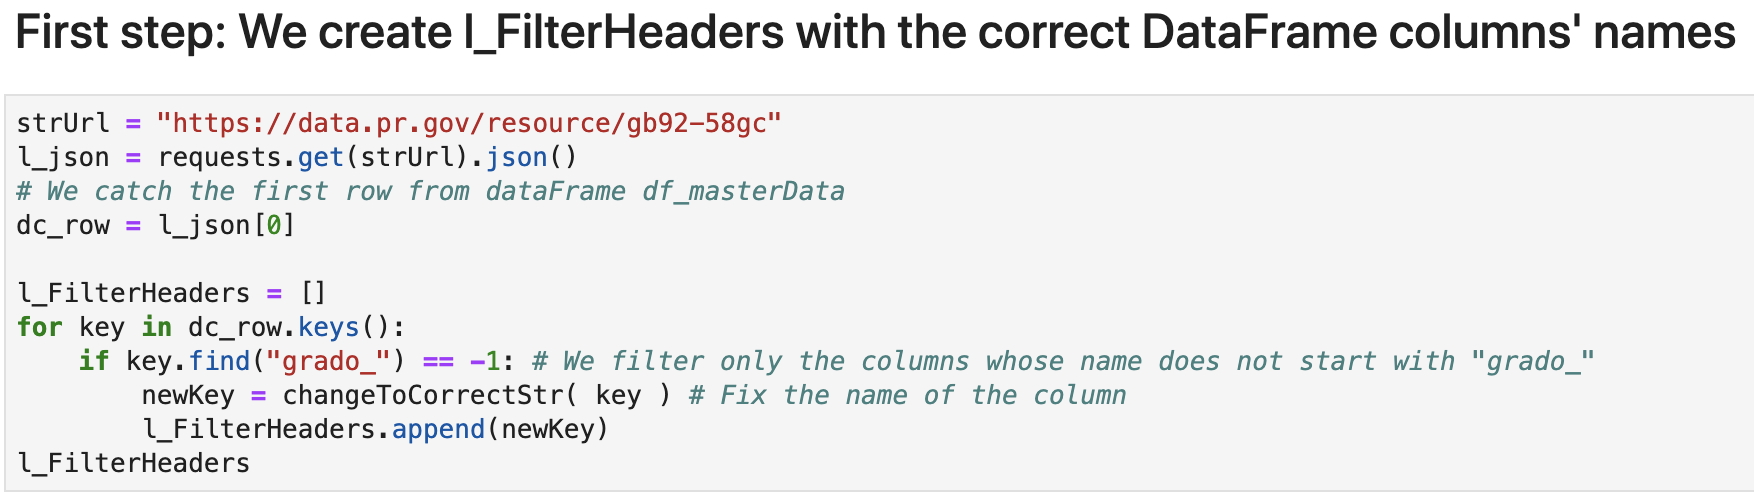 First step: We create l_FilterHeaders with the correct DataFrame columns' names
strUrl = "https://data.pr.gov/resource/gb92-58gc"
l_json = requests.get(strUrl).json()
# We catch the first row from dataFrame df_masterData
dc_row = l_json[0]

l_FilterHeaders = []
for key in dc_row.keys():
    if key.find("grado_") == -1: # We filter only the columns whose name does not start with "grado_"
        newKey = changeToCorrectStr( key ) # Fix the name of the column
        l_FilterHeaders.append(newKey)
l_FilterHeaders